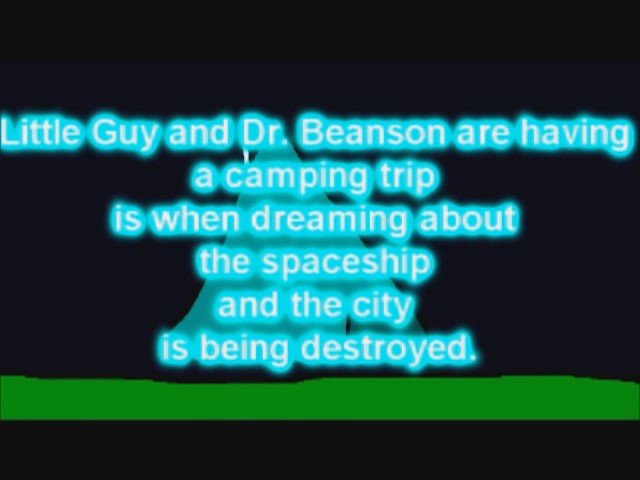 Little Guy and Dr. Beanson are having
a camping trip
is when dreaming about
the spaceship
and the city
is being destroyed.